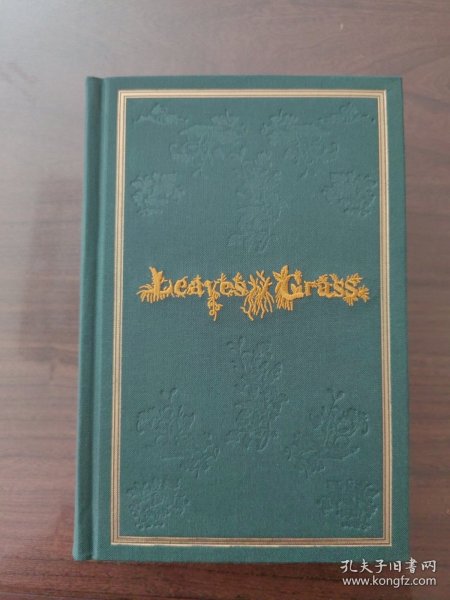 Leaves of Grass.
孔夫子旧书网
www.kongfz.com